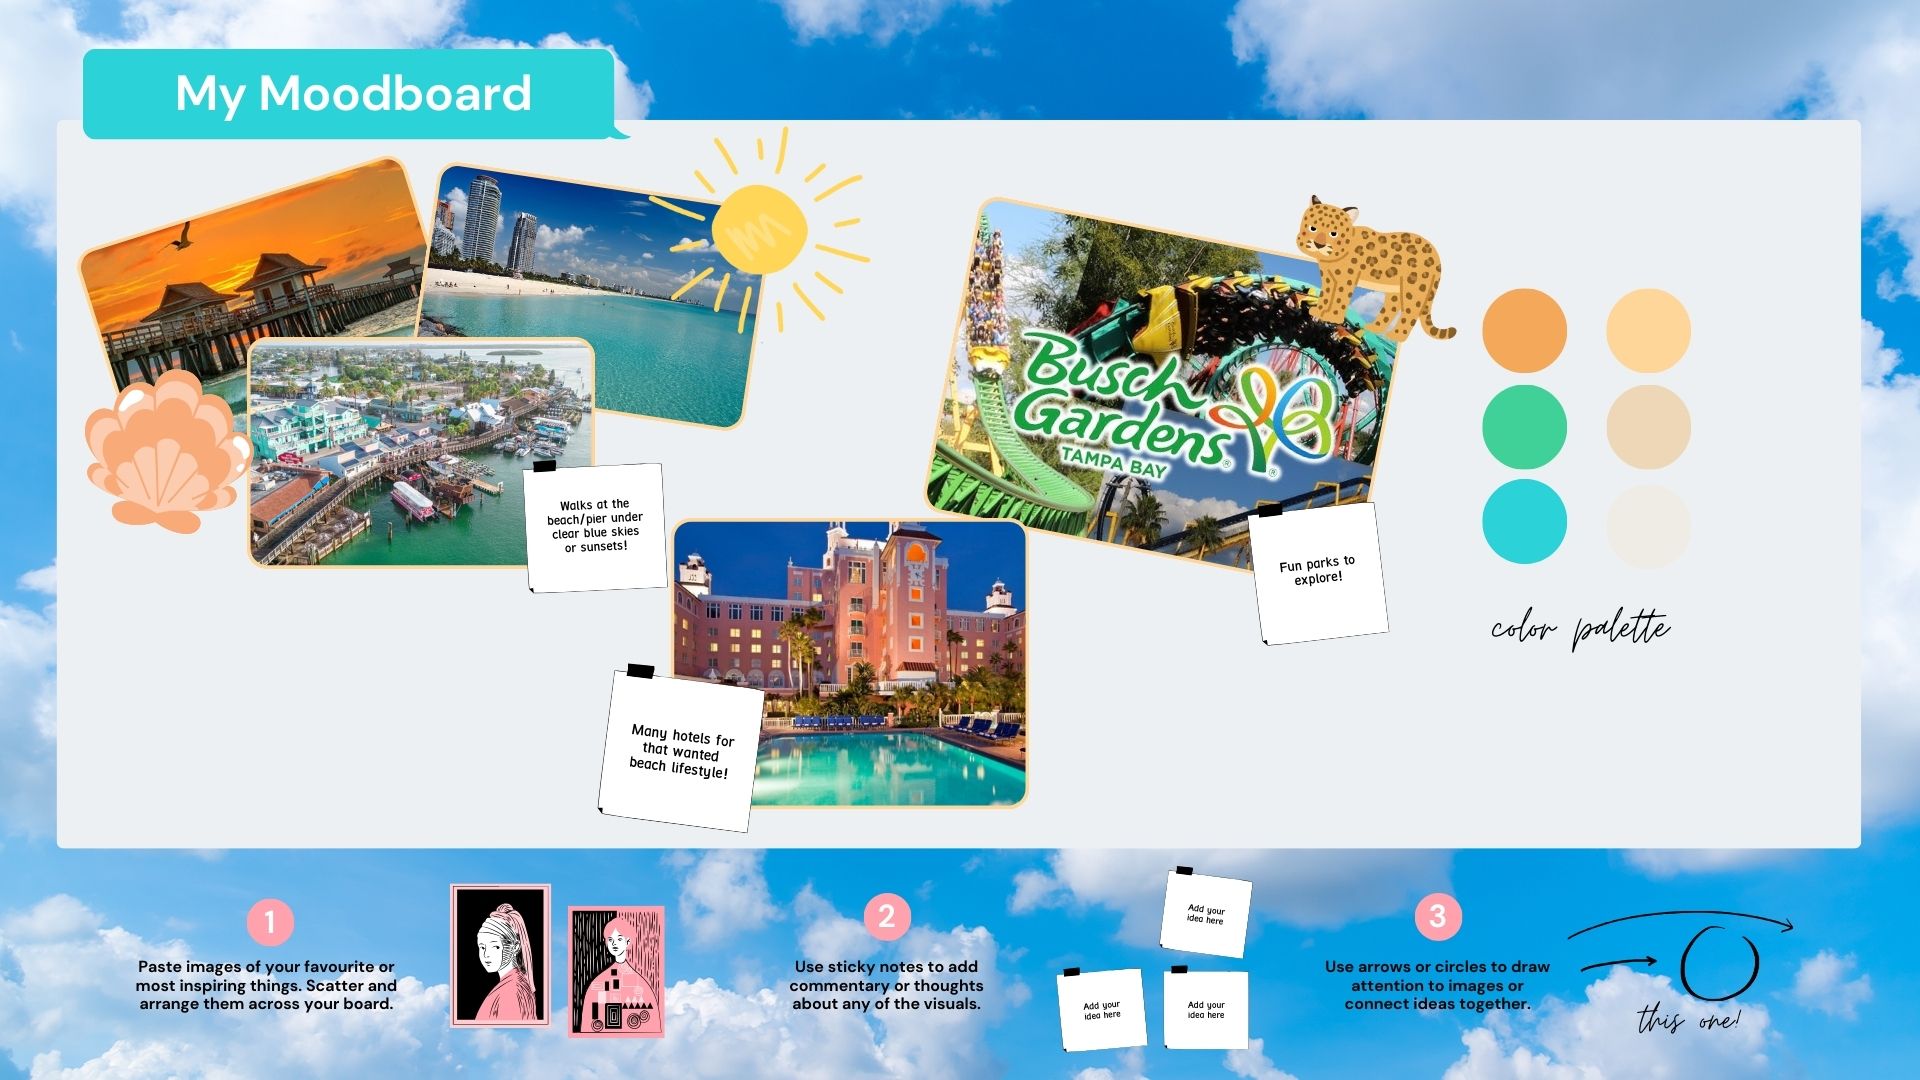 My Moodboard
Walks at the
beach/pier under
clear blue skies
or sunsets!
Busch
Gardens®
TAMPA BAY
®
Fun parks to
explore!
Many hotels for
that wanted
beach lifestyle!
color palette
1
Paste images of your favourite or
most inspiring things. Scatter and
arrange them across your board.
2
Use sticky notes to add
commentary or thoughts
about any of the visuals.
Add your
idea here
Add your
idea here
Add your
idea here
3
Use arrows or circles to draw
attention to images or
connect ideas together.
this one!